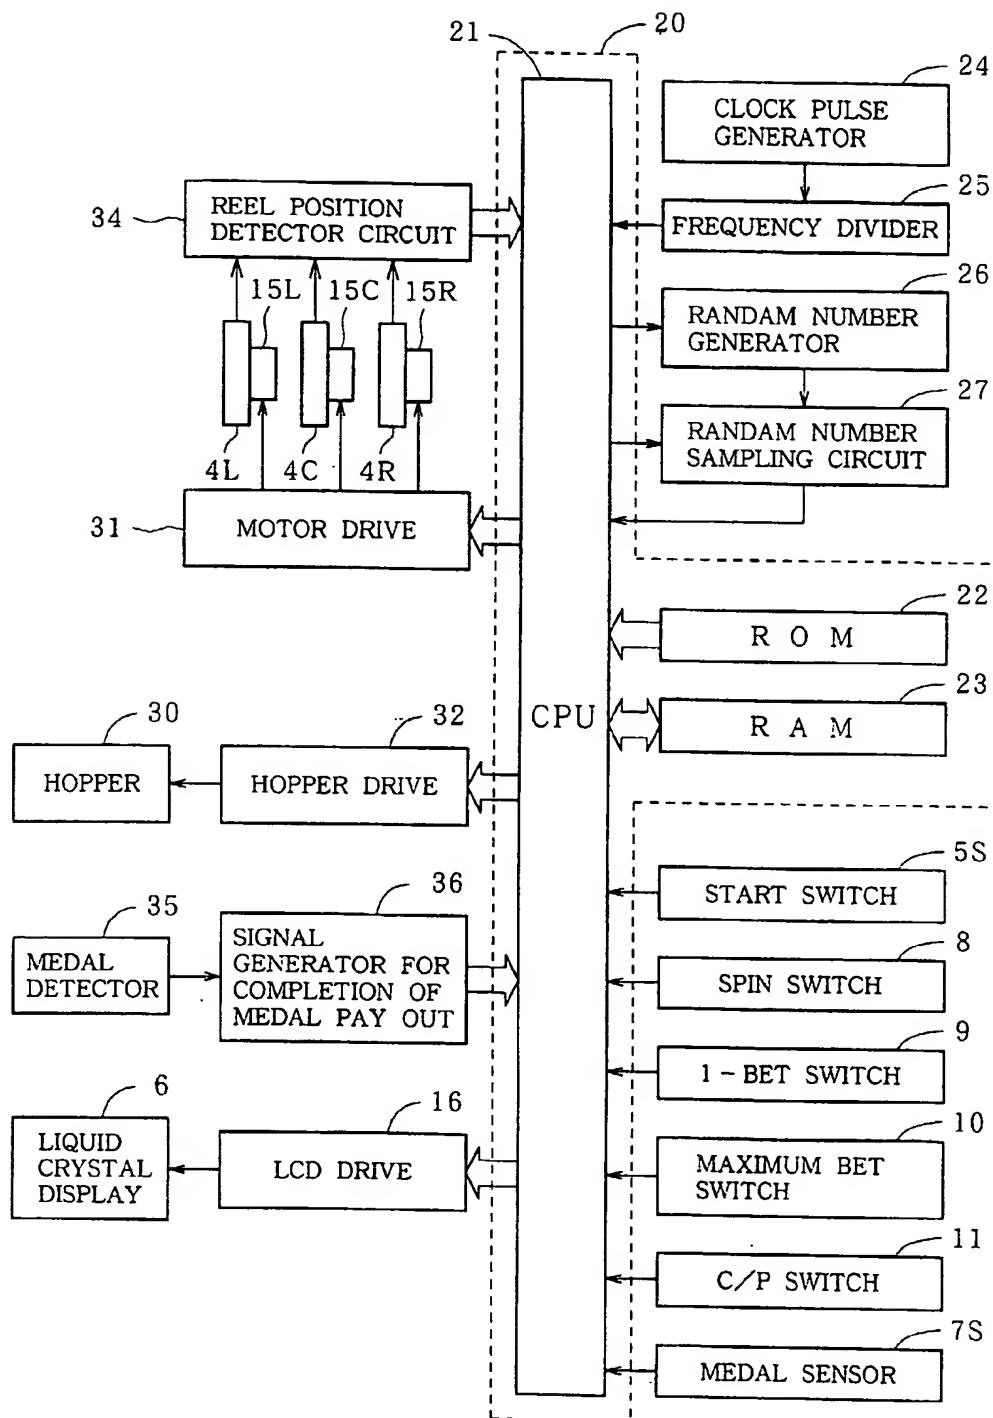 20
21
24
CLOCK PULSE
GENERATOR
25
FREQUENCY DIVIDER
34
REEL POSITION
DETECTOR CIRCUIT
26
RANDAM NUMBER
GENERATOR
15L 15C 15R
27
RANDAM NUMBER
SAMPLING CIRCUIT
4L 4C 4R
31
MOTOR DRIVE
22
R O M
23
R A M
CPU
30
HOPPER
32
HOPPER DRIVE
5S
START SWITCH
35
MEDAL
DETECTOR
36
SIGNAL
GENERATOR FOR
COMPLETION OF
MEDAL PAY OUT
8
SPIN SWITCH
9
1-BET SWITCH
6
LIQUID
CRYSTAL
DISPLAY
16
LCD DRIVE
10
MAXIMUM BET
SWITCH
11
C/P SWITCH
7S
MEDAL SENSOR